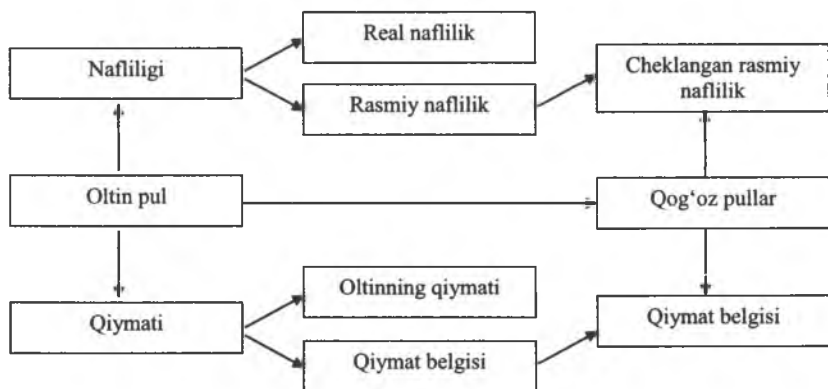 Real naflilik
Nafliligi
Cheklangan rasmiy
naflilik
Rasmiy naflilik
Oltin pul
Qog‘oz pullar
Oltinning qiymati
Qiymati
Qiymat belgisi
Qiymat belgisi